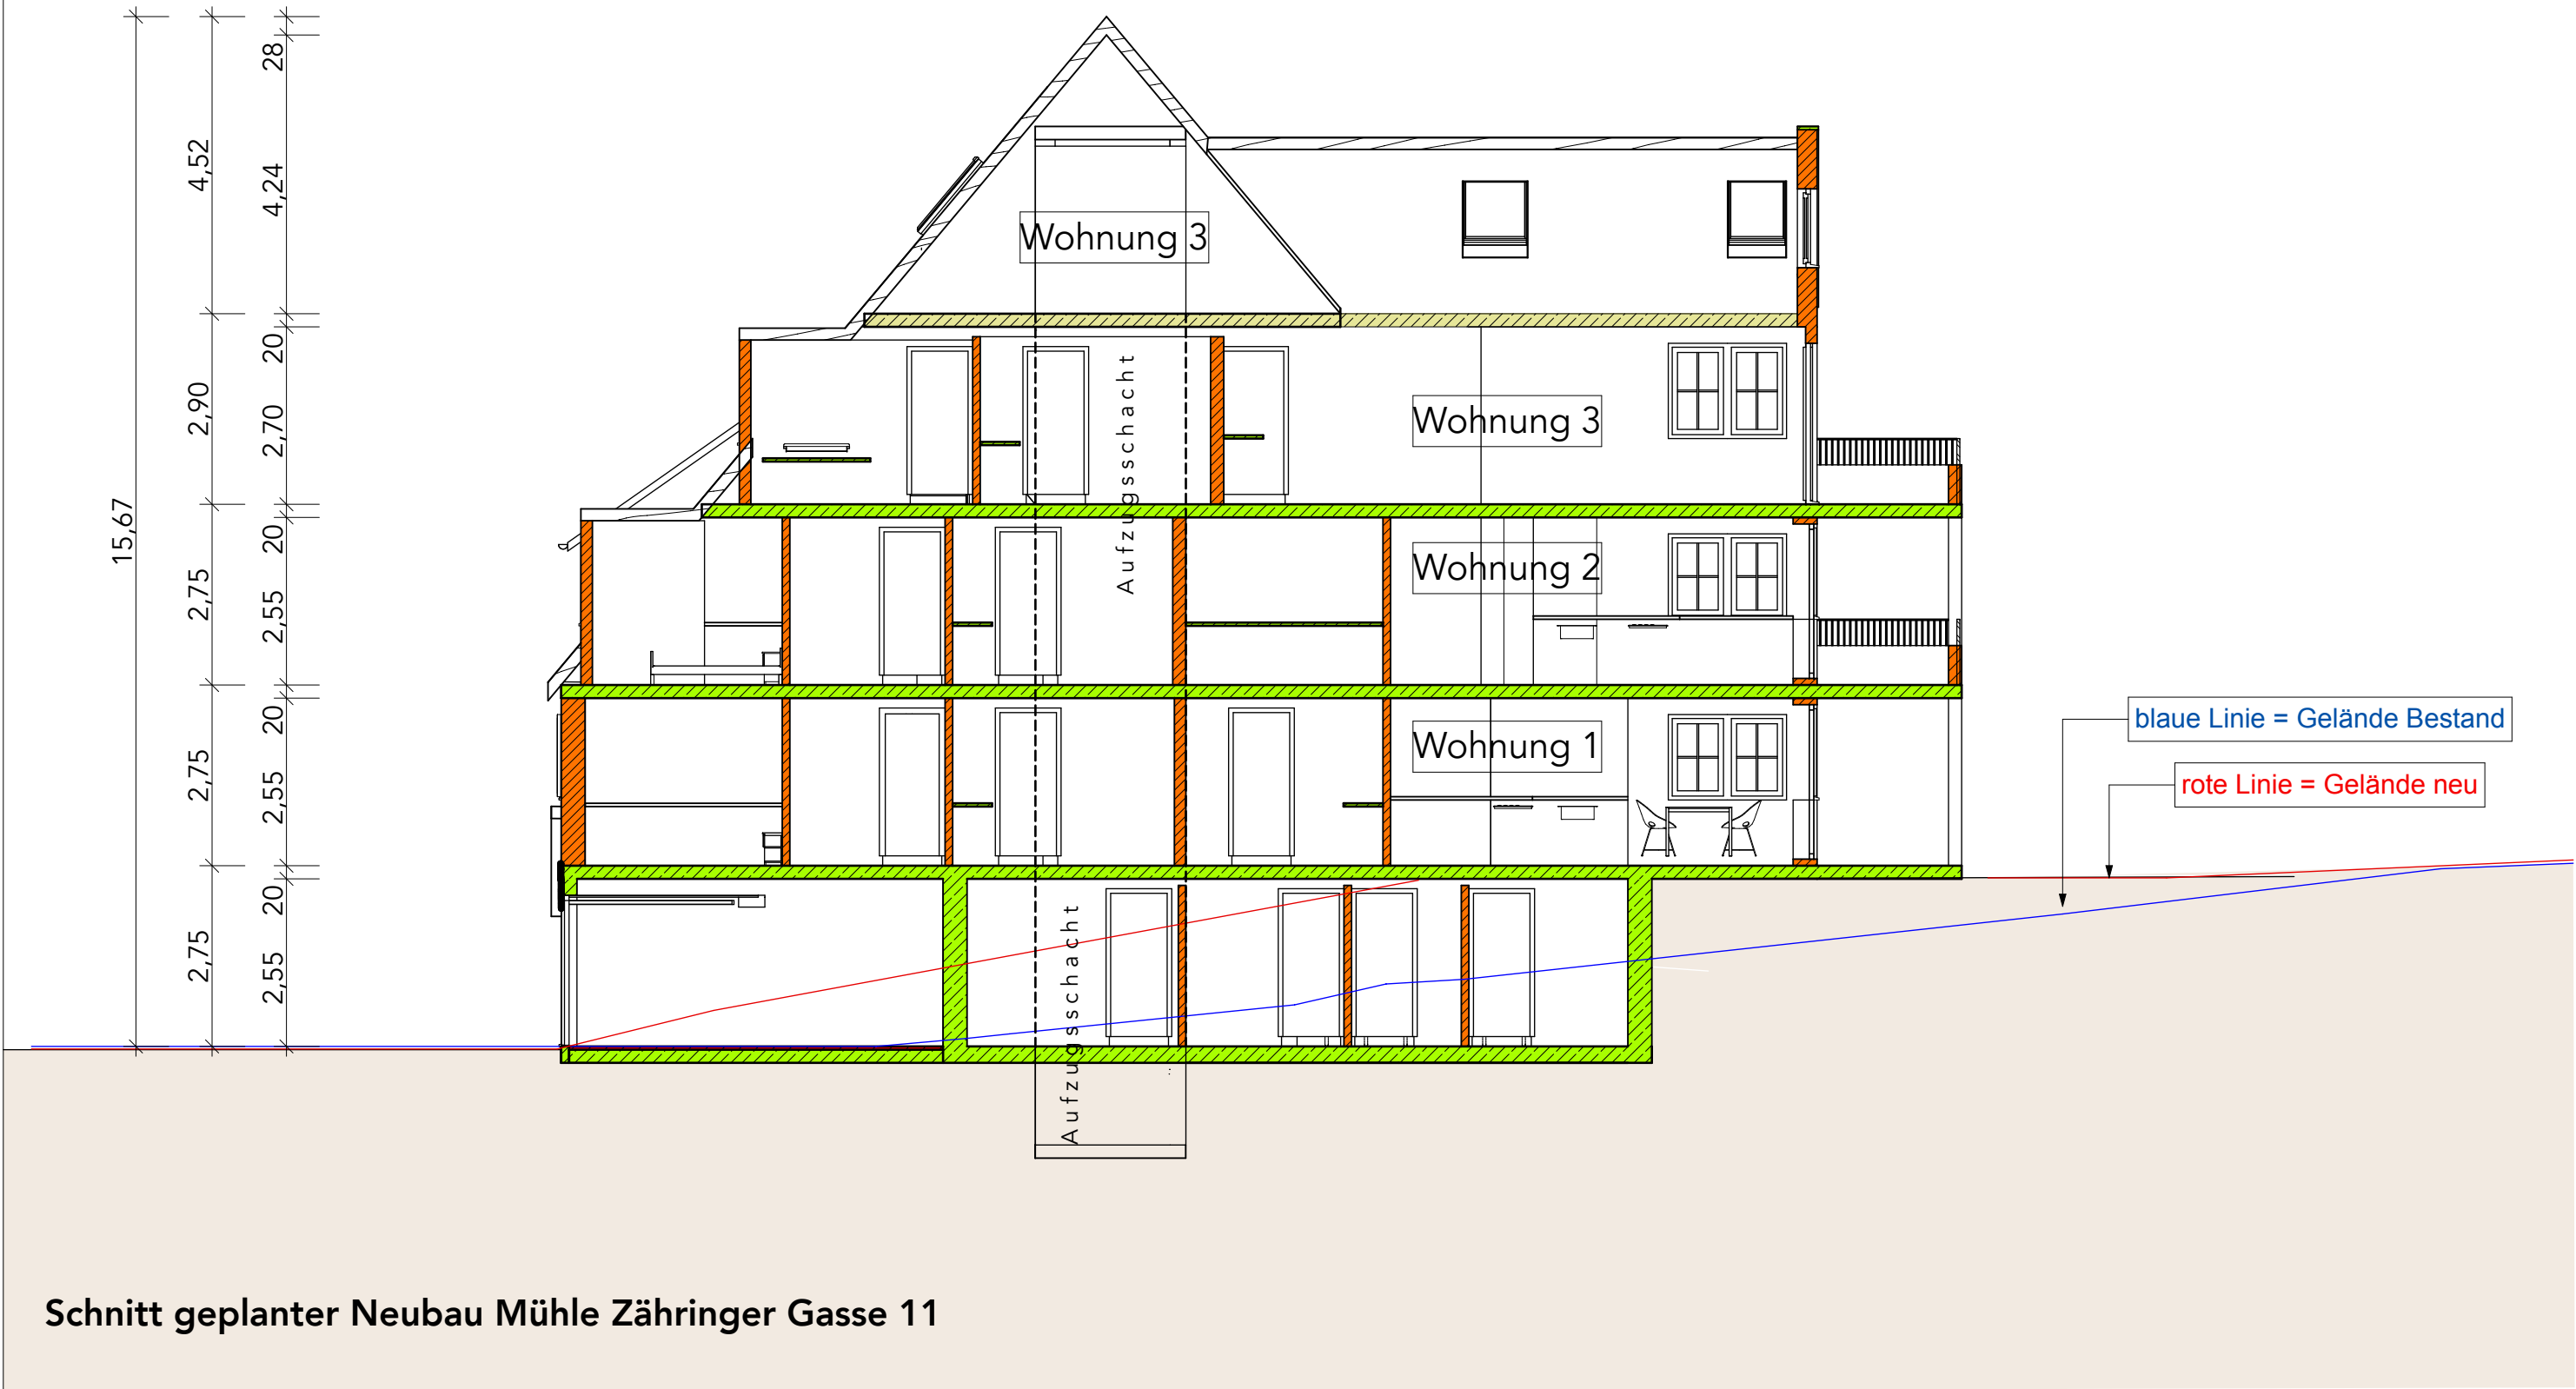 15,67
4,52
2,90
2,75
2,75
2,75
28
4,24
20
2,70
20
2,55
20
2,55
20
2,55
Wohnung 3
Aufzugsschacht
Wohnung 3
Wohnung 2
Wohnung 1
Aufzugsschacht
blaue Linie = Gelände Bestand
rote Linie = Gelände neu
Schnitt geplanter Neubau Mühle Zähringer Gasse 11